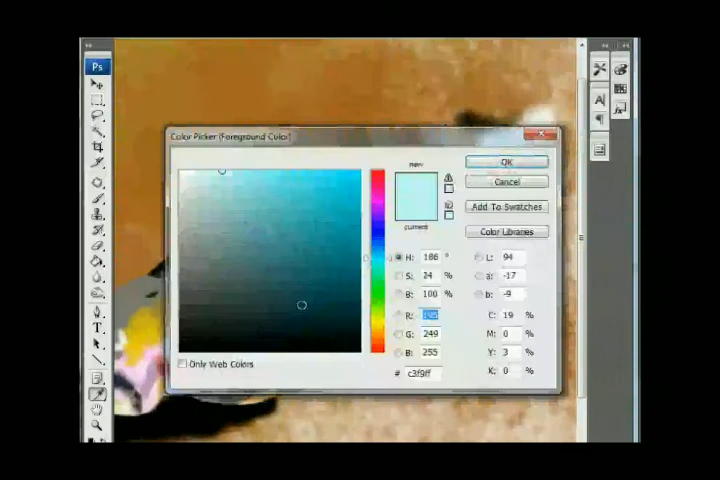 Ps
Color Picker (Foreground Color)
new
OK
Cancel
Add To Swatches
current
Color Libraries
H: 186 °
L: 94
S: 24 %
a: -17
B: 100 %
b: -9
R: 195
C: 19 %
G: 249
M: 0 %
B: 255
Y: 3 %
Only Web Colors
# c3f9ff
K: 0 %
T
A